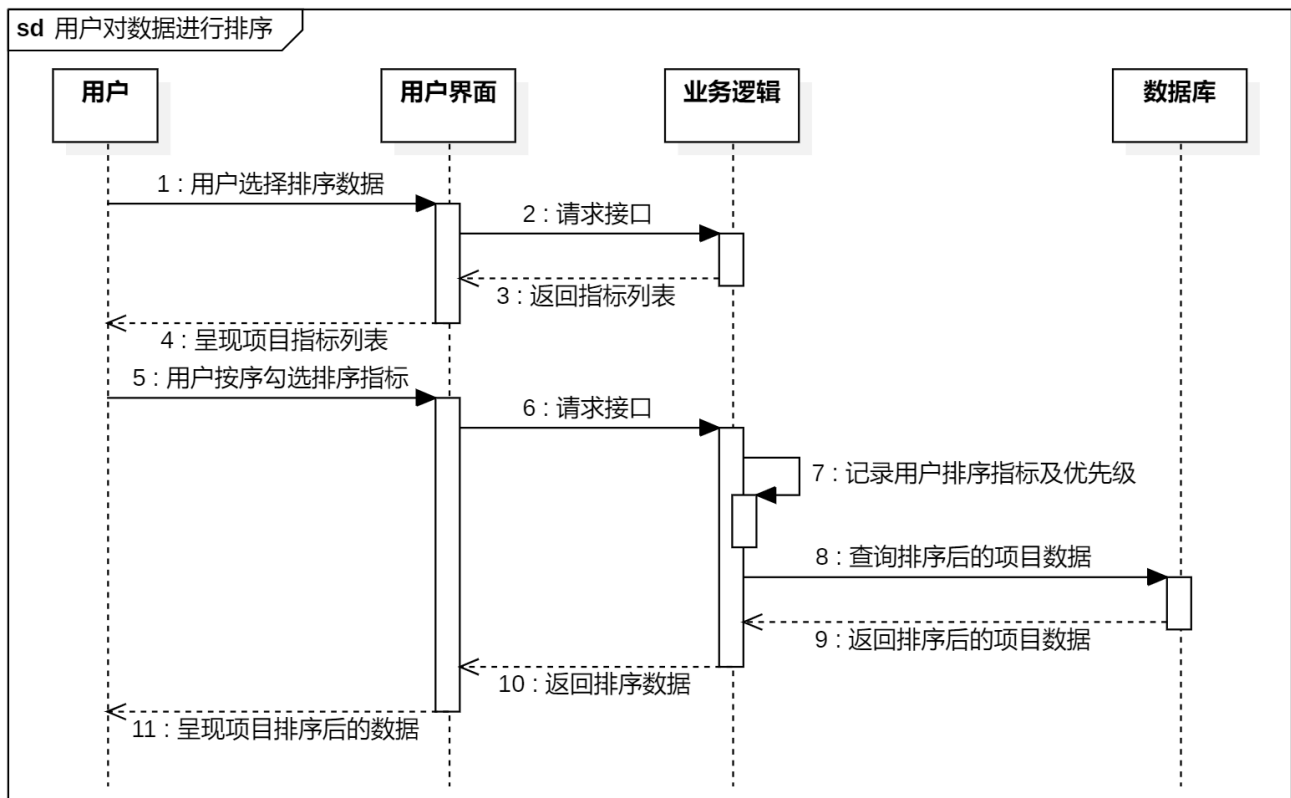 sd 用户对数据进行排序
用户
用户界面
业务逻辑
数据库
1 : 用户选择排序数据
2 : 请求接口
3 : 返回指标列表
4 : 呈现项目指标列表
5 : 用户按序勾选排序指标
6 : 请求接口
7 : 记录用户排序指标及优先级
8 : 查询排序后的项目数据
9 : 返回排序后的项目数据
10 : 返回排序数据
11 : 呈现项目排序后的数据